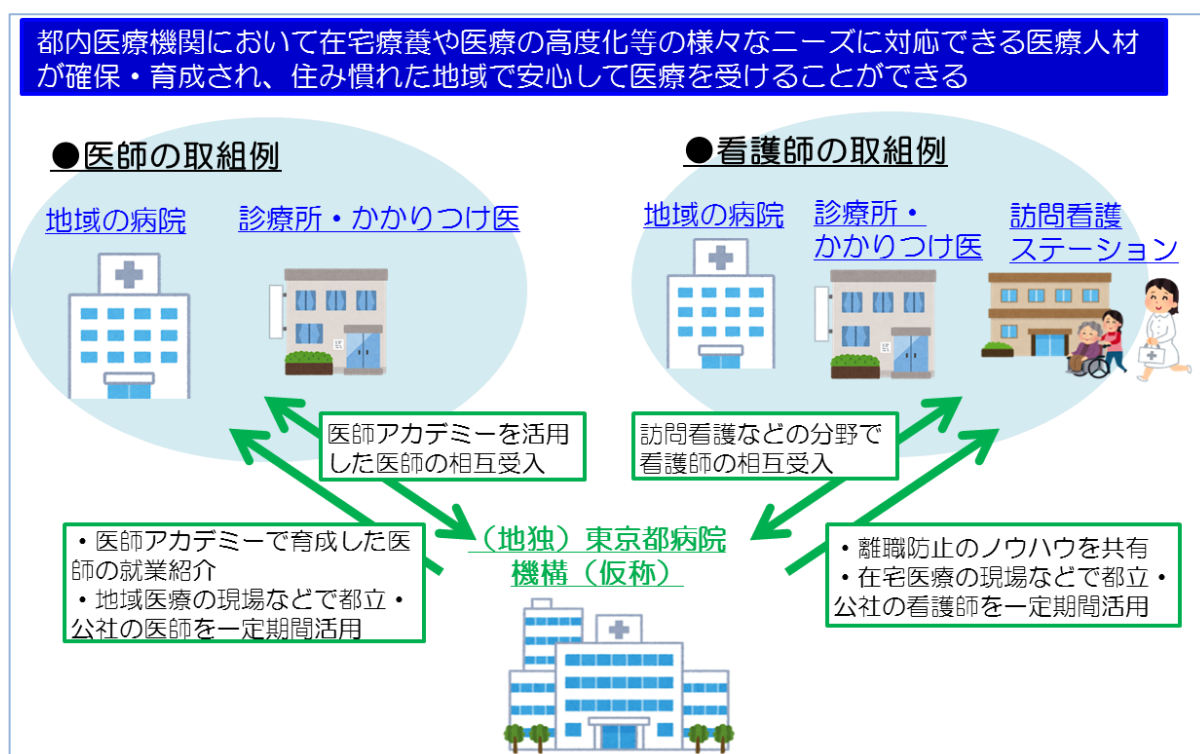 都内医療機関において在宅療養や医療の高度化等の様々なニーズに対応できる医療人材
が確保・育成され、住み慣れた地域で安心して医療を受けることができる
●医師の取組例
地域の病院
診療所・かかりつけ医
●看護師の取組例
地域の病院
診療所・
かかりつけ医
訪問看護
ステーション
医師アカデミーを活用
した医師の相互受入
訪問看護などの分野で
看護師の相互受入
・医師アカデミーで育成した医
師の就業紹介
・地域医療の現場などで都立・
公社の医師を一定期間活用
（地独）東京都病院
機構（仮称）
・離職防止のノウハウを共有
・在宅医療の現場などで都立・
公社の看護師を一定期間活用